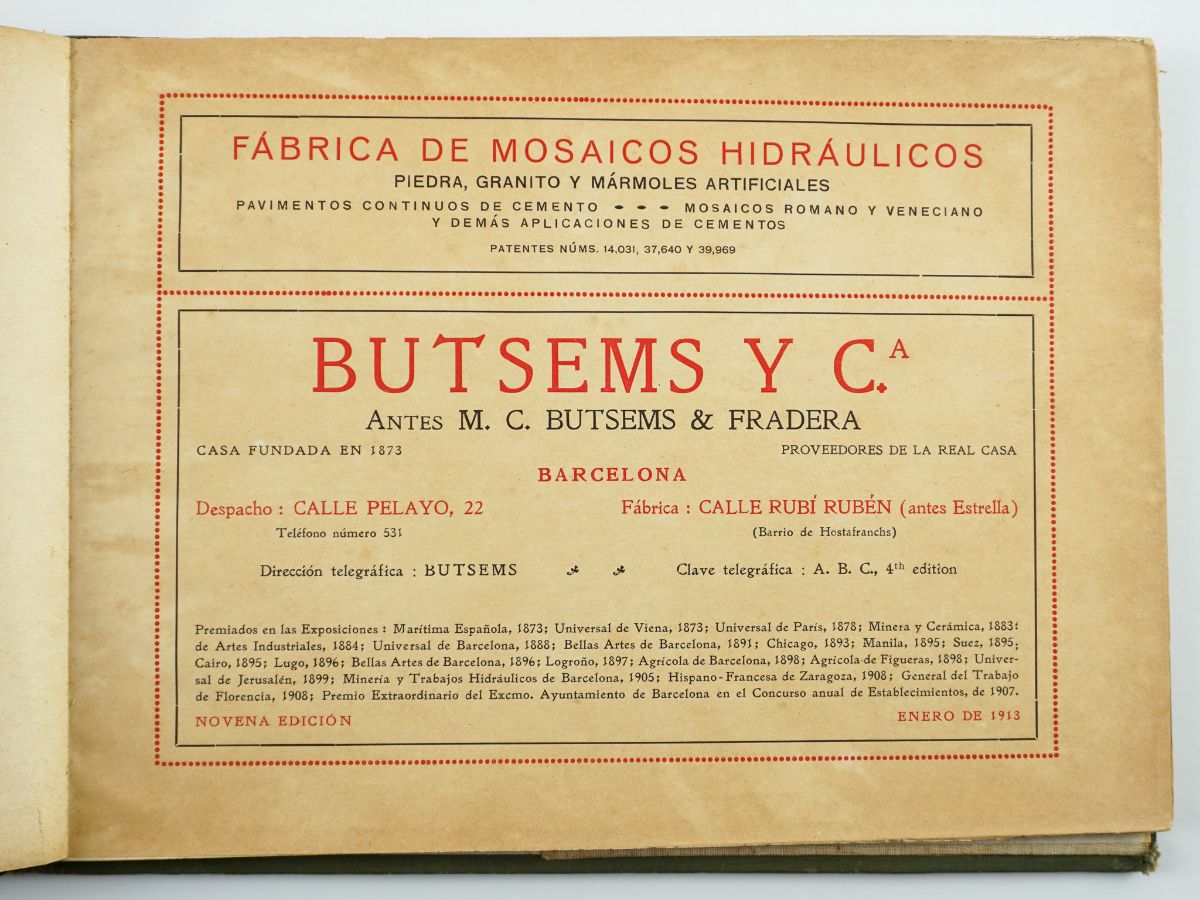 FÁBRICA DE MOSAICOS HIDRÁULICOS
PIEDRA, GRANITO Y MÁRMOLES ARTIFICIALES
PAVIMENTOS CONTINUOS DE CEMENTO - - - MOSAICOS ROMANO Y VENECIANO
Y DEMÁS APLICACIONES DE CEMENTOS
PATENTES NÚMS. 14,031, 37,640 Y 39,969
BUTSEMS Y C.A
ANTES M. C. BUTSEMS & FRADERA
CASA FUNDADA EN 1873 PROVEEDORES DE LA REAL CASA
BARCELONA
Despacho : CALLE PELAYO, 22 Fábrica : CALLE RUBÍ RUBÉN (antes Estrella)
Teléfono número 531 (Barrio de Hostafranchs)
Dirección telegráfica : BUTSEMS Clave telegráfica : A. B. C., 4th edition
Premiados en las Exposiciones : Marítima Española, 1873; Universal de Viena, 1873; Universal de París, 1878; Minera y Cerámica, 1883;
de Artes Industriales, 1884; Universal de Barcelona, 1888; Bellas Artes de Barcelona, 1891; Chicago, 1893; Manila, 1895; Suez, 1895;
Cairo, 1895; Lugo, 1896; Bellas Artes de Barcelona, 1896; Logroño, 1897; Agrícola de Barcelona, 1898; Agrícola de Figueras, 1898; Univer-
sal de Jerusalén, 1899; Minería y Trabajos Hidráulicos de Barcelona, 1905; Hispano-Francesa de Zaragoza, 1908; General del Trabajo
de Florencia, 1908; Premio Extraordinario del Excmo. Ayuntamiento de Barcelona en el Concurso anual de Establecimientos, de 1907.
NOVENA EDICIÓN ENERO DE 1913